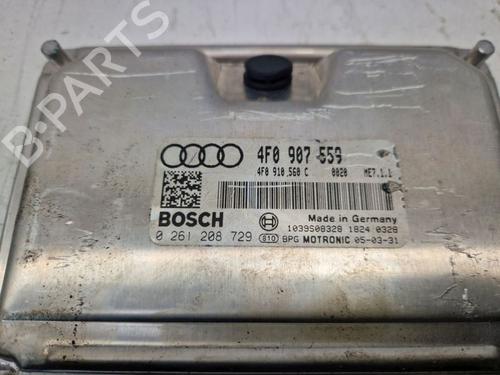 B-PARTS
4F0 907 559
4F0 910 560 C 0020 ME7.1.1
BOSCH
Made in Germany
1039S08328 1824 0328
0 261 208 729 810 BPG MOTRONIC 05-03-31